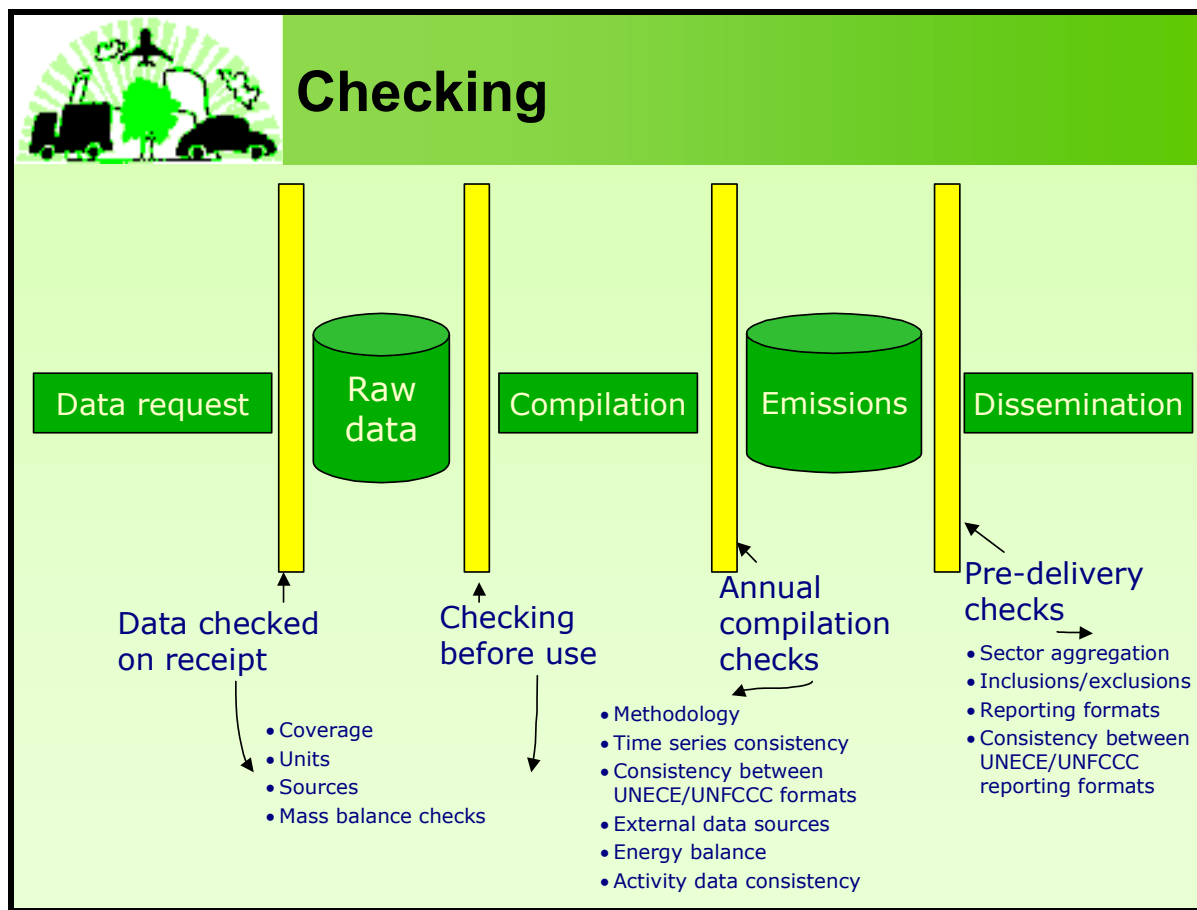 Checking
Data request
Raw
data
Compilation
Emissions
Dissemination
Data checked
on receipt
• Coverage
• Units
• Sources
• Mass balance checks
Checking
before use
Annual
compilation
checks
• Methodology
• Time series consistency
• Consistency between
UNECE/UNFCCC formats
• External data sources
• Energy balance
• Activity data consistency
Pre-delivery
checks
• Sector aggregation
• Inclusions/exclusions
• Reporting formats
• Consistency between
UNECE/UNFCCC
reporting formats